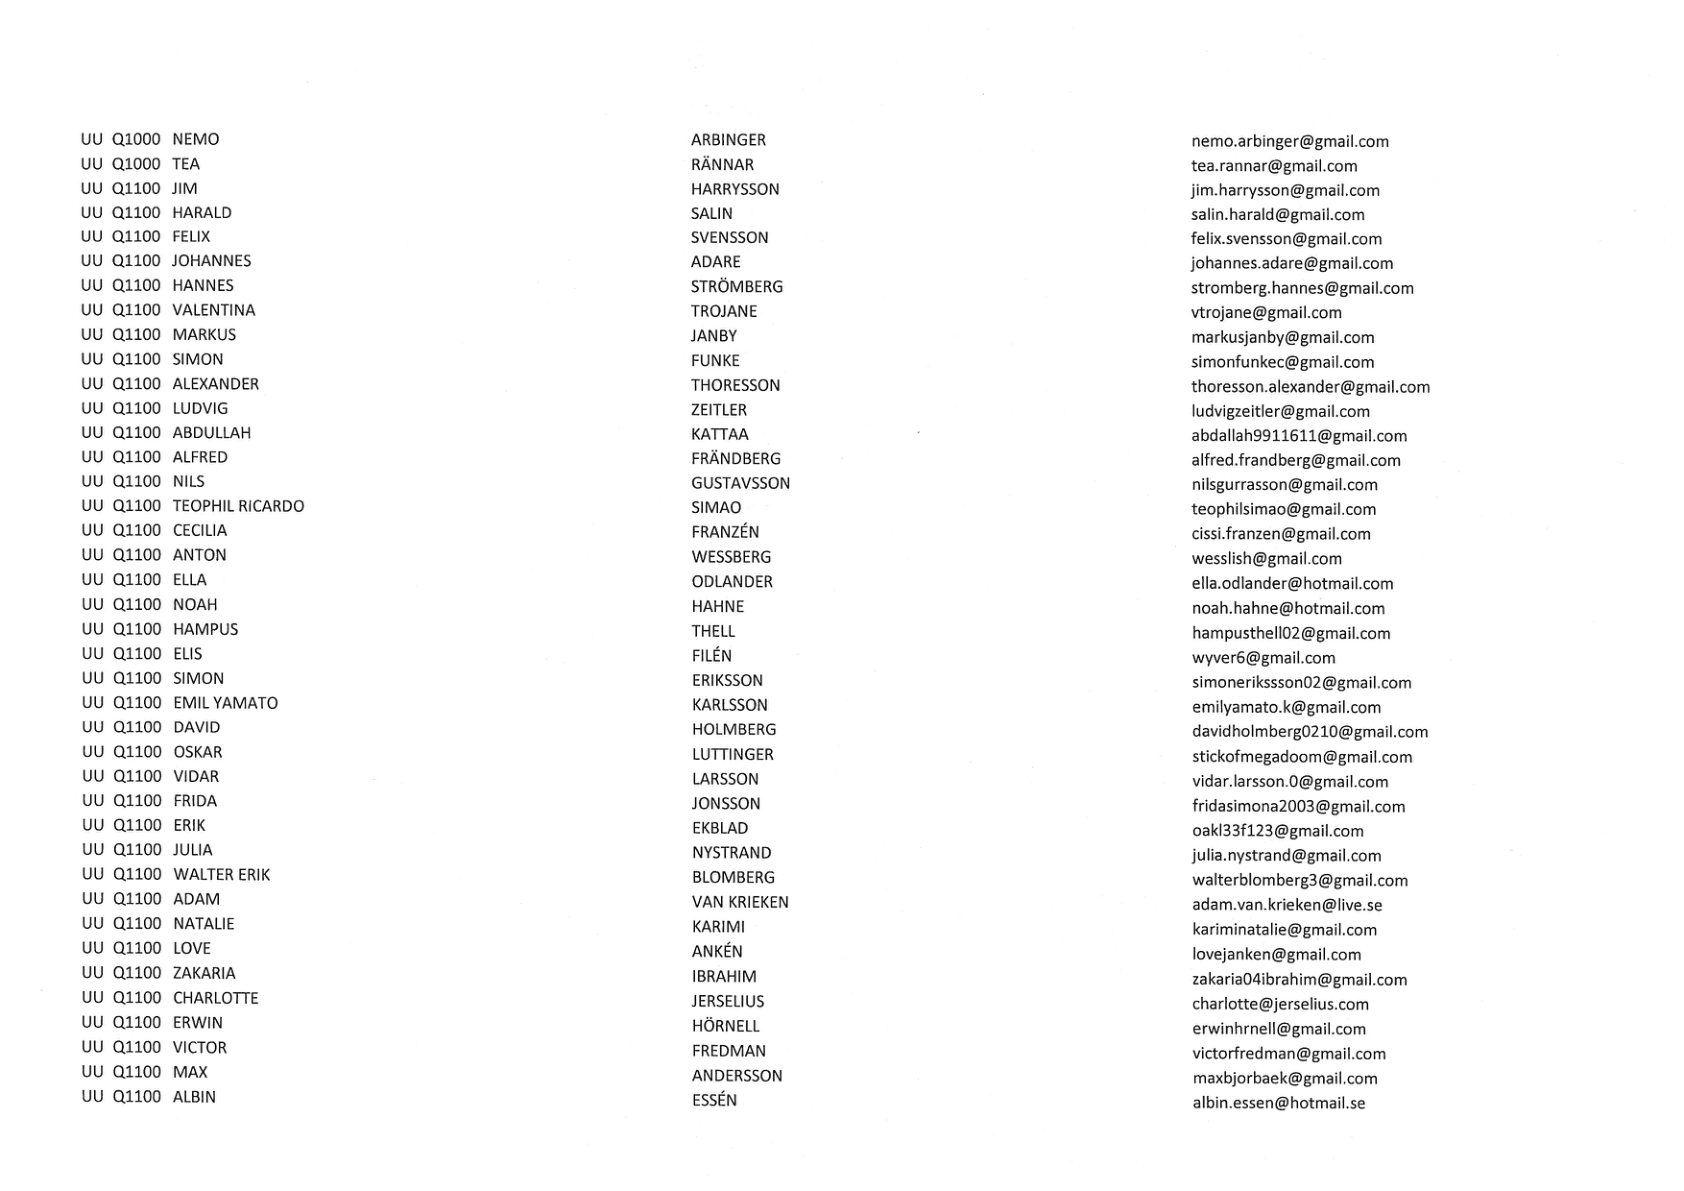 UU Q1000 NEMO ARBINGER nemo.arbinger@gmail.com
UU Q1000 TEA RÄNNAR tea.rannar@gmail.com
UU Q1100 JIM HARRYSSON jim.harrysson@gmail.com
UU Q1100 HARALD SALIN salin.harald@gmail.com
UU Q1100 FELIX SVENSSON felix.svensson@gmail.com
UU Q1100 JOHANNES ADARE johannes.adare@gmail.com
UU Q1100 HANNES STRÖMBERG stromberg.hannes@gmail.com
UU Q1100 VALENTINA TROJANE vtrojane@gmail.com
UU Q1100 MARKUS JANBY markusjanby@gmail.com
UU Q1100 SIMON FUNKE simonfunkec@gmail.com
UU Q1100 ALEXANDER THORESSON thoresson.alexander@gmail.com
UU Q1100 LUDVIG ZEITLER ludvigzeitler@gmail.com
UU Q1100 ABDULLAH KATTAA abdallah9911611@gmail.com
UU Q1100 ALFRED FRÄNDBERG alfred.frandberg@gmail.com
UU Q1100 NILS GUSTAVSSON nilsgurrasson@gmail.com
UU Q1100 TEOPHIL RICARDO SIMAO teophilsimao@gmail.com
UU Q1100 CECILIA FRANZÉN cissi.franzen@gmail.com
UU Q1100 ANTON WESSBERG wesslish@gmail.com
UU Q1100 ELLA ODLANDER ella.odlander@hotmail.com
UU Q1100 NOAH HAHNE noah.hahne@hotmail.com
UU Q1100 HAMPUS THELL hampusthell02@gmail.com
UU Q1100 ELIS FILÉN wyver6@gmail.com
UU Q1100 SIMON ERIKSSON simonerikssson02@gmail.com
UU Q1100 EMIL YAMATO KARLSSON emilyamato.k@gmail.com
UU Q1100 DAVID HOLMBERG davidholmberg0210@gmail.com
UU Q1100 OSKAR LUTTINGER stickofmegadoom@gmail.com
UU Q1100 VIDAR LARSSON vidar.larsson.0@gmail.com
UU Q1100 FRIDA JONSSON fridasimona2003@gmail.com
UU Q1100 ERIK EKBLAD oakl33f123@gmail.com
UU Q1100 JULIA NYSTRAND julia.nystrand@gmail.com
UU Q1100 WALTER ERIK BLOMBERG walterblomberg3@gmail.com
UU Q1100 ADAM VAN KRIEKEN adam.van.krieken@live.se
UU Q1100 NATALIE KARIMI kariminatalie@gmail.com
UU Q1100 LOVE ANKÉN lovejanken@gmail.com
UU Q1100 ZAKARIA IBRAHIM zakaria04ibrahim@gmail.com
UU Q1100 CHARLOTTE JERSELIUS charlotte@jerselius.com
UU Q1100 ERWIN HÖRNELL erwinhrnell@gmail.com
UU Q1100 VICTOR FREDMAN victorfredman@gmail.com
UU Q1100 MAX ANDERSSON maxbjorbaek@gmail.com
UU Q1100 ALBIN ESSÉN albin.essen@hotmail.se